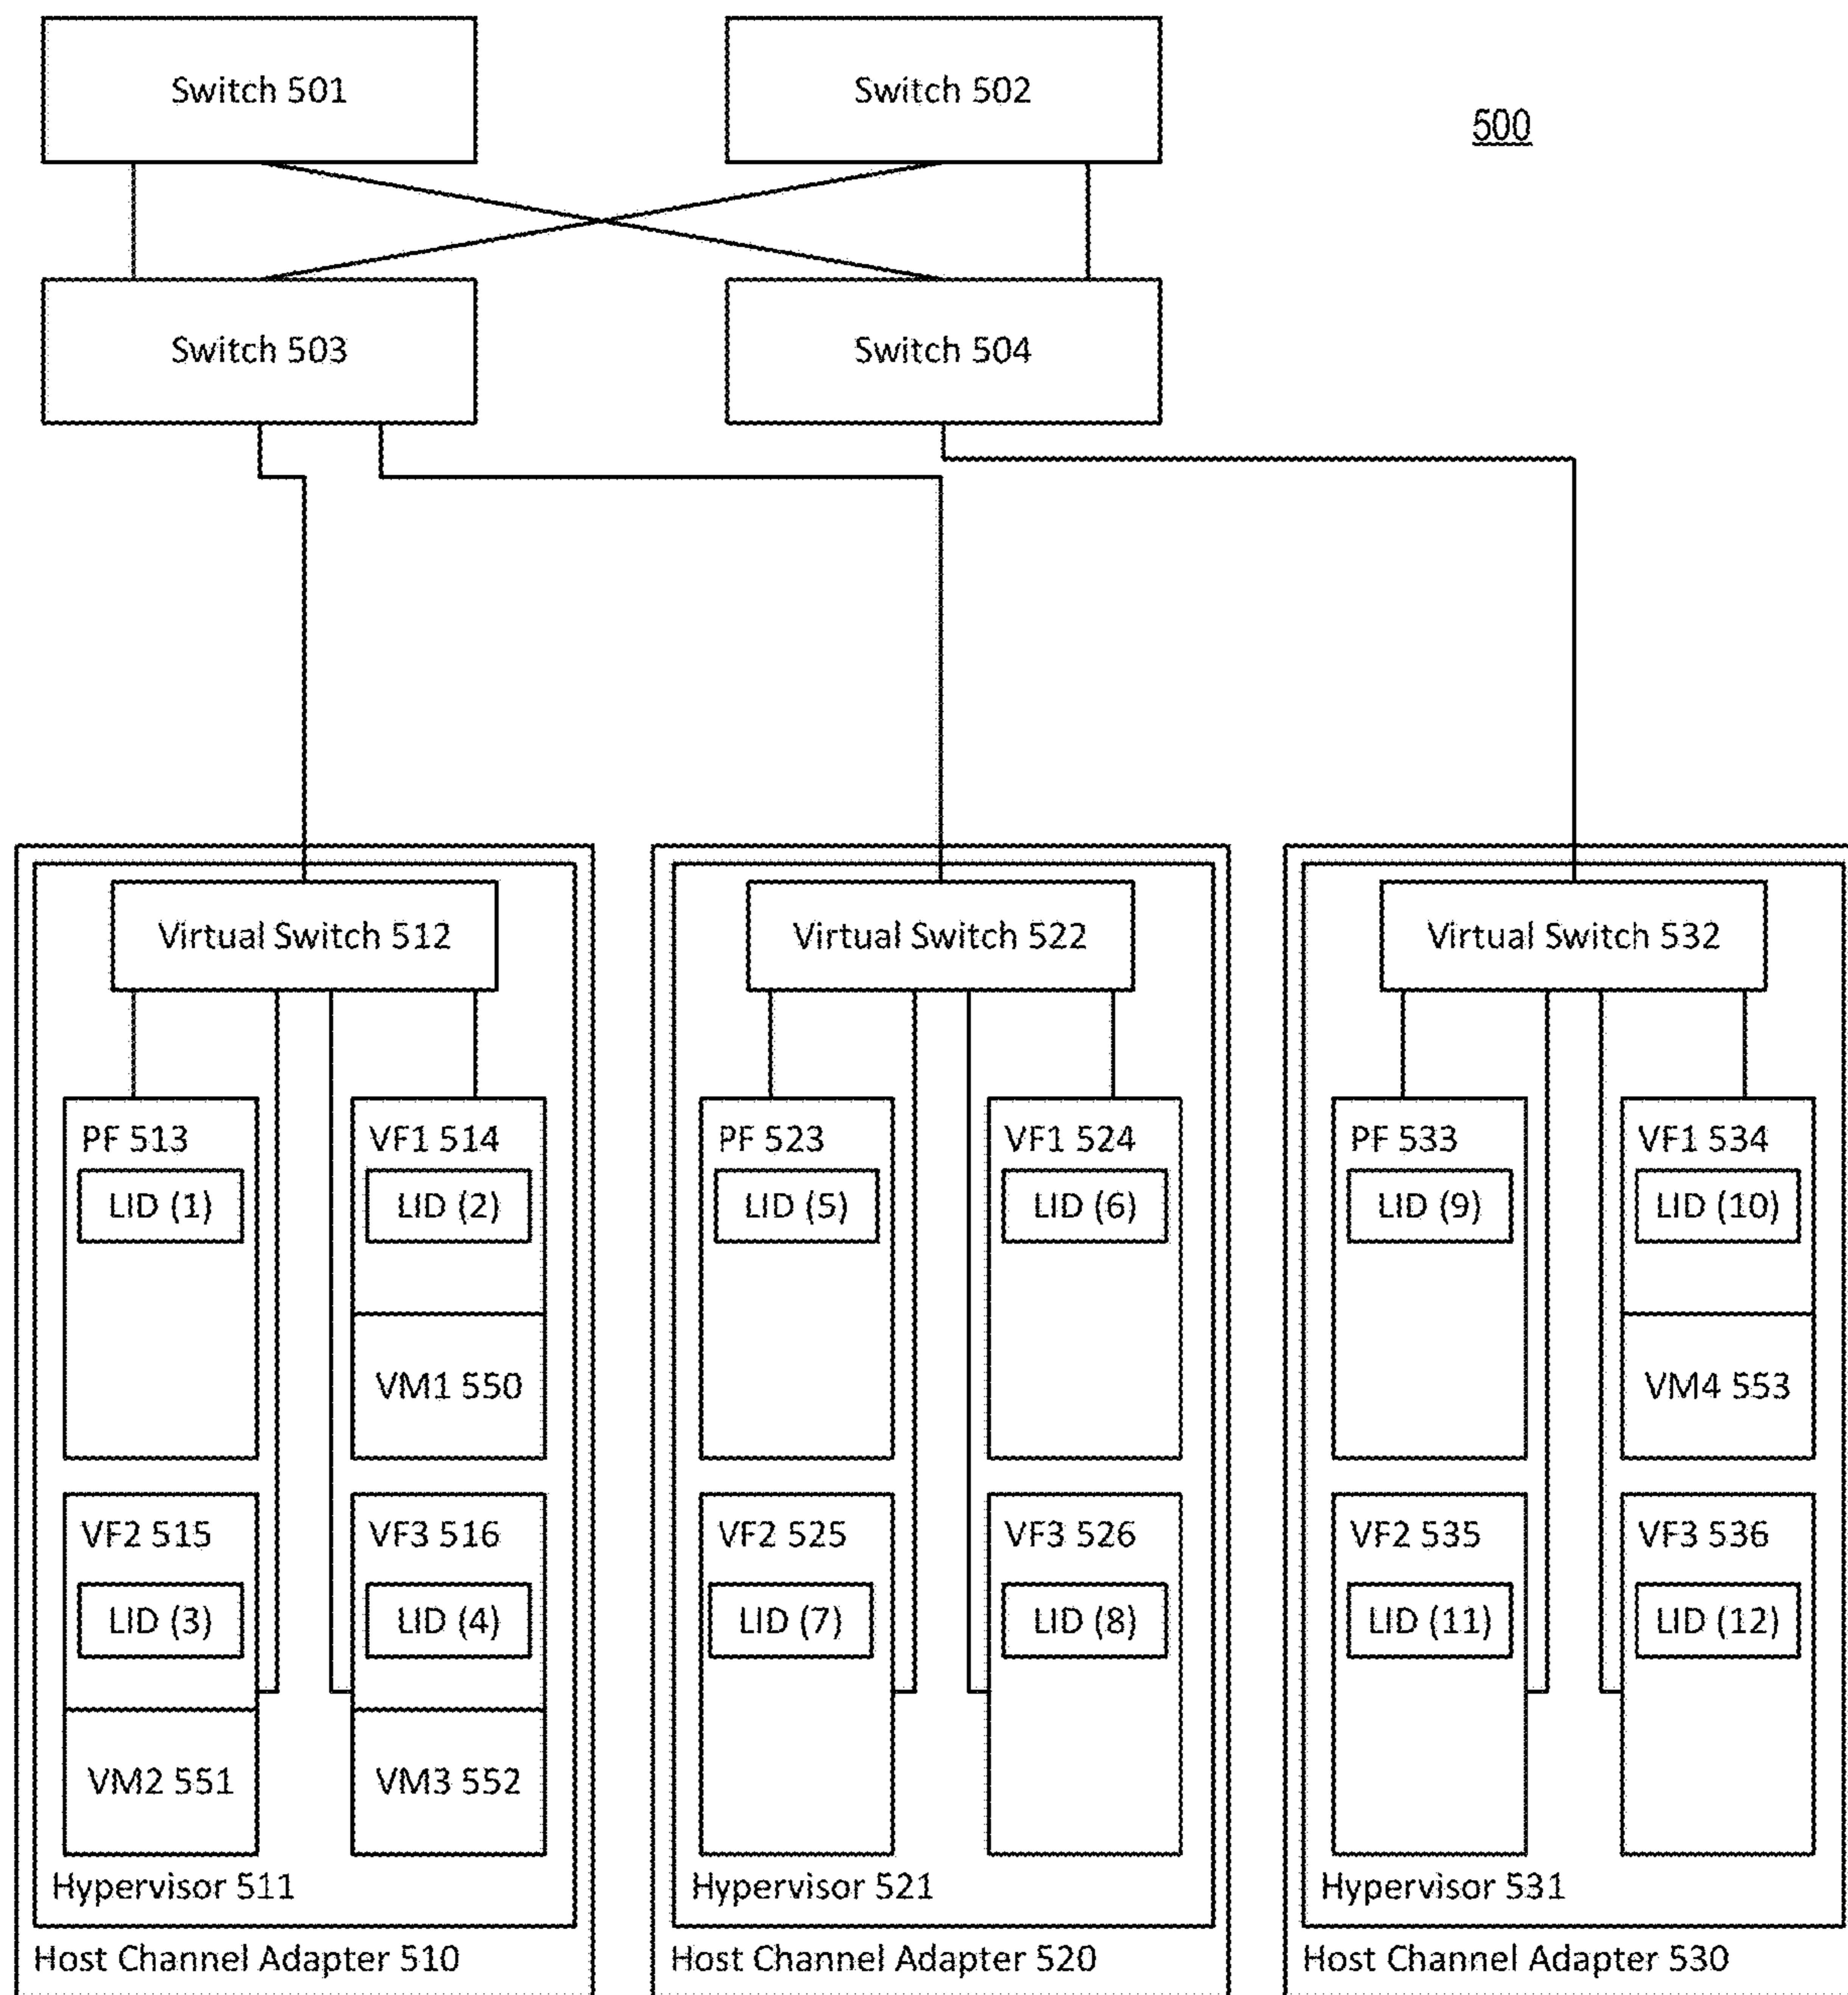 Switch 501
Switch 502
500
Switch 503
Switch 504
Virtual Switch 512
Virtual Switch 522
Virtual Switch 532
PF 513
LID (1)
VF1 514
LID (2)
VM1 550
PF 523
LID (5)
VF1 524
LID (6)
PF 533
LID (9)
VF1 534
LID (10)
VM4 553
VF2 515
LID (3)
VM2 551
VF3 516
LID (4)
VM3 552
VF2 525
LID (7)
VF3 526
LID (8)
VF2 535
LID (11)
VF3 536
LID (12)
Hypervisor 511
Hypervisor 521
Hypervisor 531
Host Channel Adapter 510
Host Channel Adapter 520
Host Channel Adapter 530